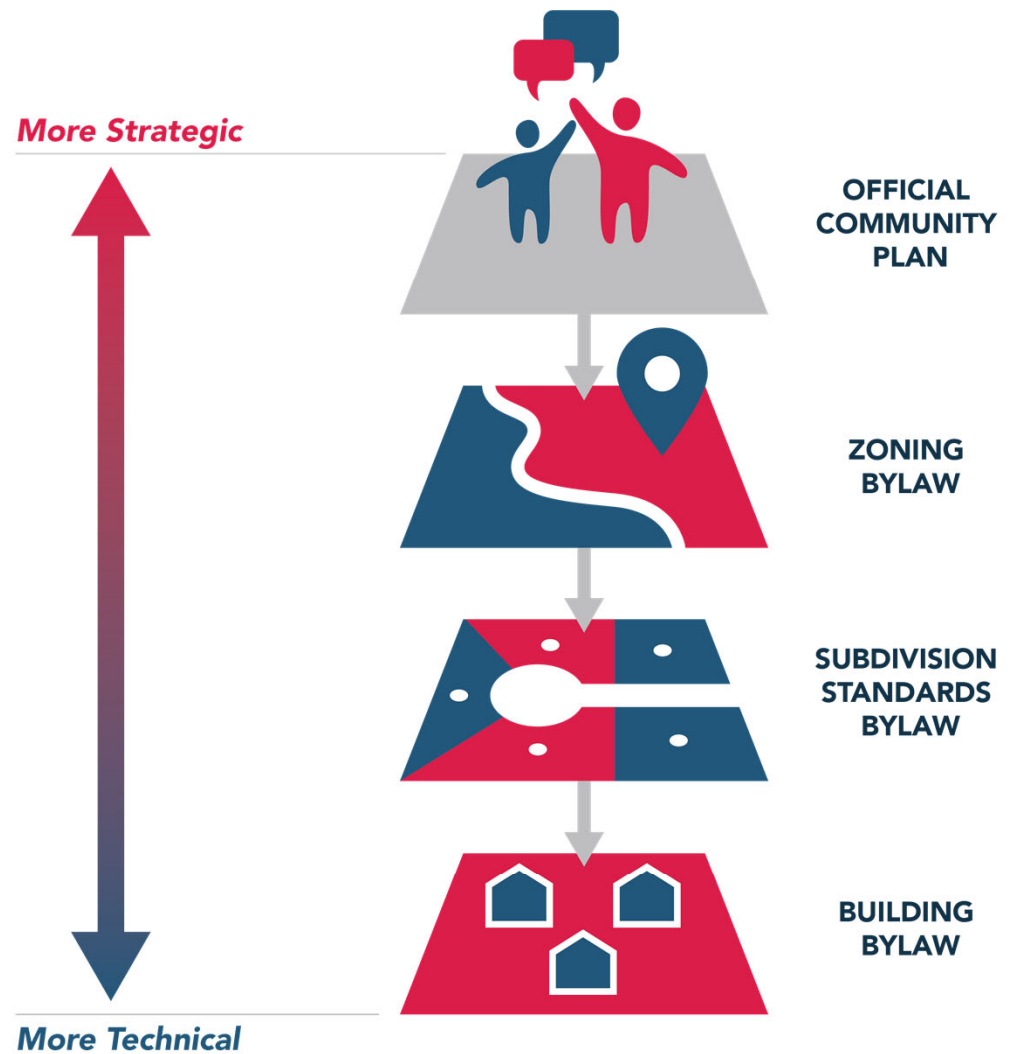 More Strategic
OFFICIAL
COMMUNITY
PLAN
ZONING
BYLAW
SUBDIVISION
STANDARDS
BYLAW
BUILDING
BYLAW
More Technical